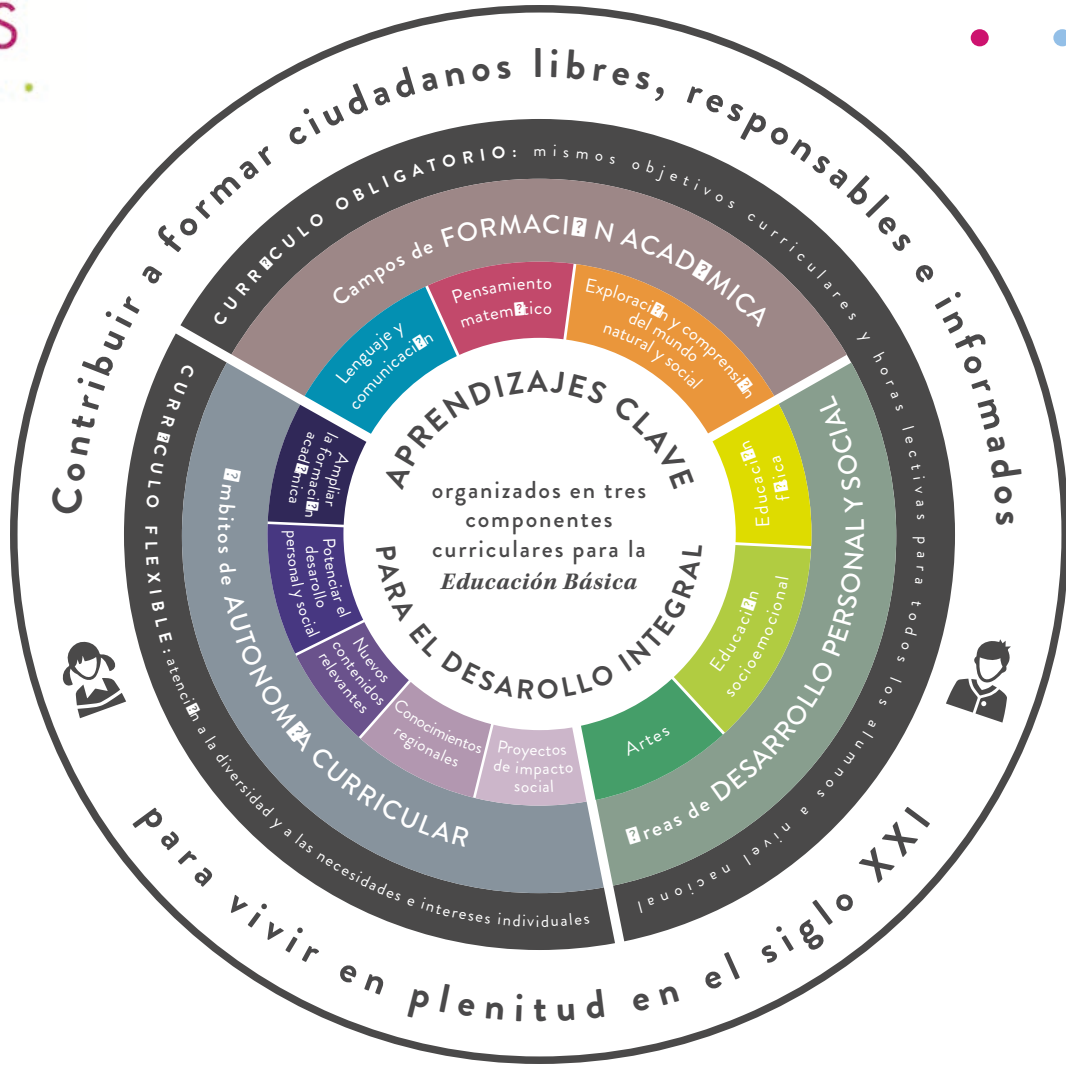 S
Contribuir a formar ciudadanos libres, responsables e informados
para vivir en plenitud en el siglo XXI
CURR�CULO OBLIGATORIO: mismos objetivos curriculares y horas lectivas para todos los alumnos a nivel nacional
Campos de FORMACI� N ACAD�MICA
Lenguaje y
comunicaci�n
Pensamiento
matem�tico
Exploraci�n y comprensi�n
del mundo
natural y social
�reas de DESARROLLO PERSONAL Y SOCIAL
Educaci�n
f�sica
Educaci�n
socioemocional
Artes
CURR�CULO FLEXIBLE: atenci�n a la diversidad y a las necesidades e intereses individuales
�mbitos de AUTONOM�A CURRICULAR
Ampliar
la formaci�n
acad�mica
Potenciar el
desarollo
personal y social
Nuevos
contenidos
relevantes
Conocimientos
regionales
Proyectos
de impacto
social
APRENDIZAJES CLAVE
organizados en tres
componentes
curriculares para la
Educación Básica
PARA EL DESAROLLO INTEGRAL